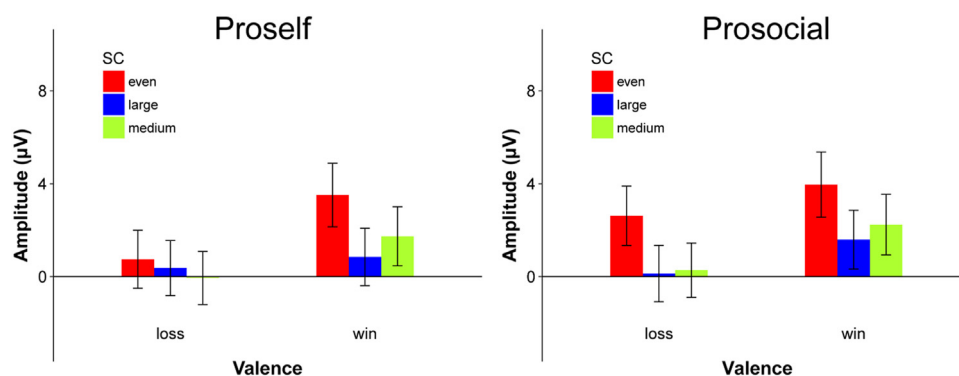 Proself
SC
even
large
medium
8
4
0
Amplitude (μV)
loss
win
Valence
Prosocial
SC
even
large
medium
8
4
0
Amplitude (μV)
loss
win
Valence